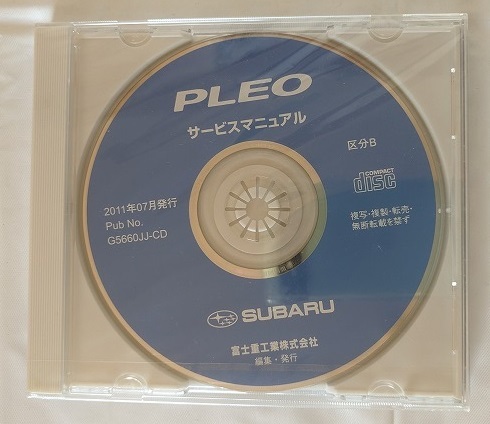 PLEO
サービスマニュアル
区分B
COMPACT
disc
2011年07月発行
Pub No.
G5660JJ-CD
複写・複製・転売・
無断転載を禁ず
SUBARU
富士重工業株式会社
編集・発行